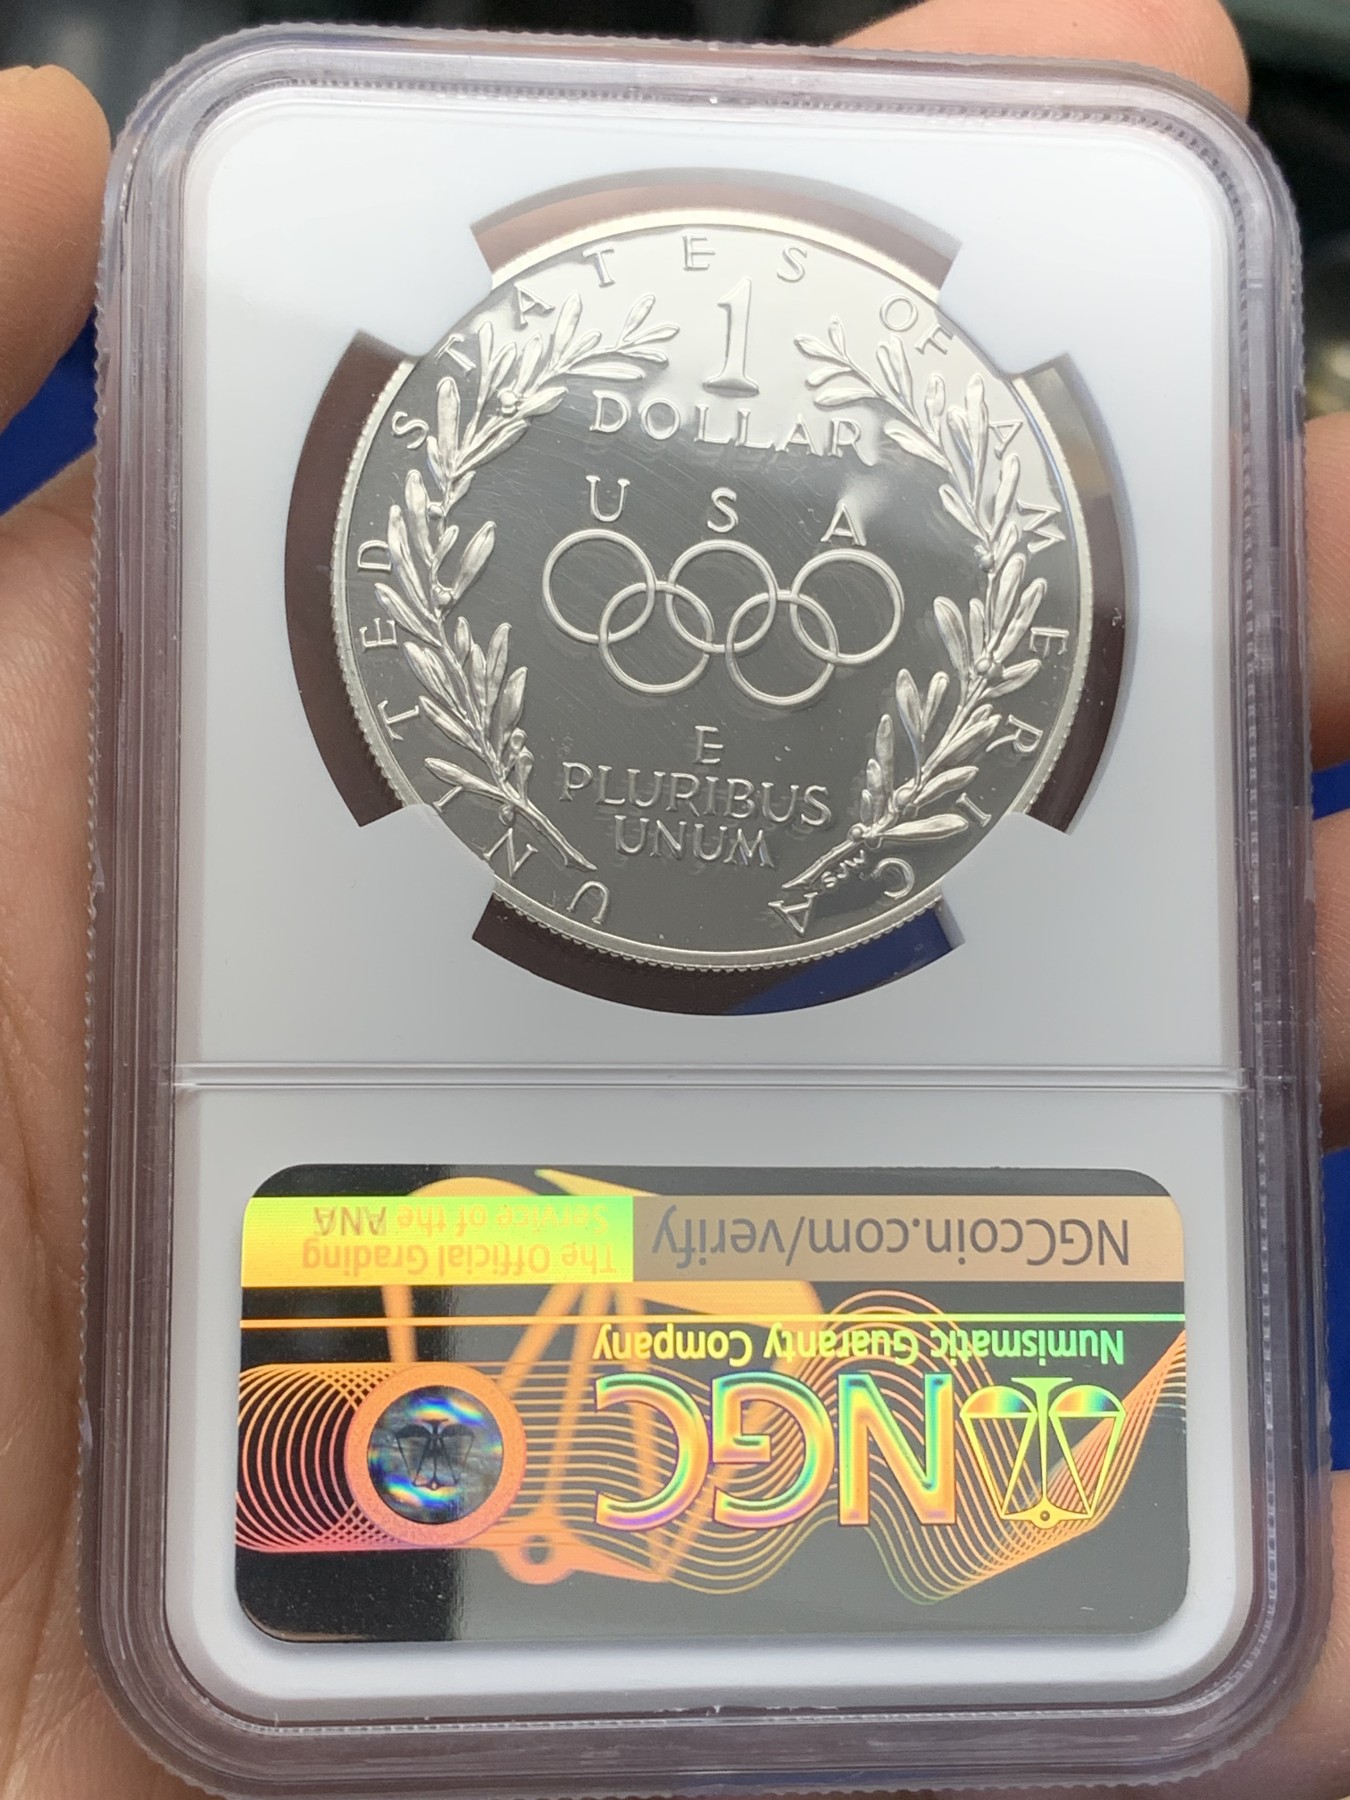 UNITED STATES OF AMERICA
1
DOLLAR
USA
E
PLURIBUS
UNUM
SJW
NGCcoin.com/verify
The Official Grading
Service of the ANA
Numismatic Guaranty Company
NGC